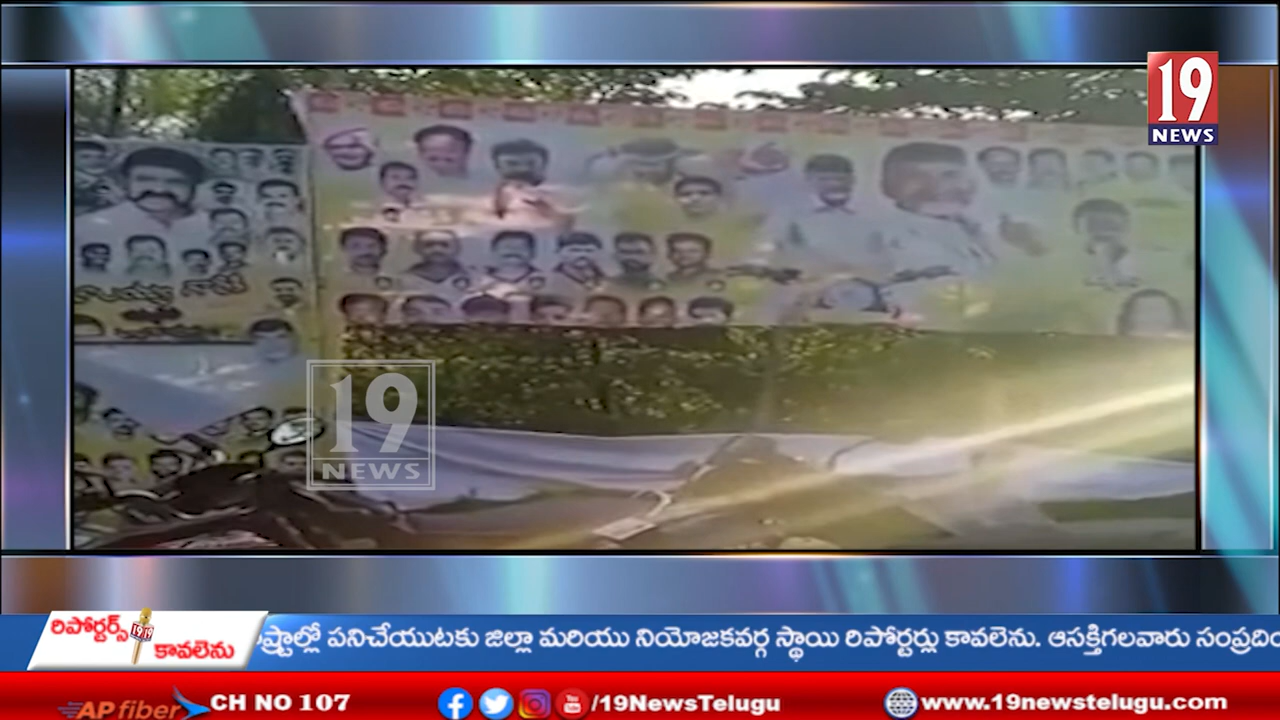 19
NEWS
19
NEWS
రిపోర్టర్స్
కావలెను
పనిచేయుటకు జిల్లా మరియు నియోజకవర్గ స్థాయి రిపోర్టర్లు కావలెను. ఆసక్తిగలవారు
AP fiber CH NO 107 /19NewsTelugu www.19newstelugu.com